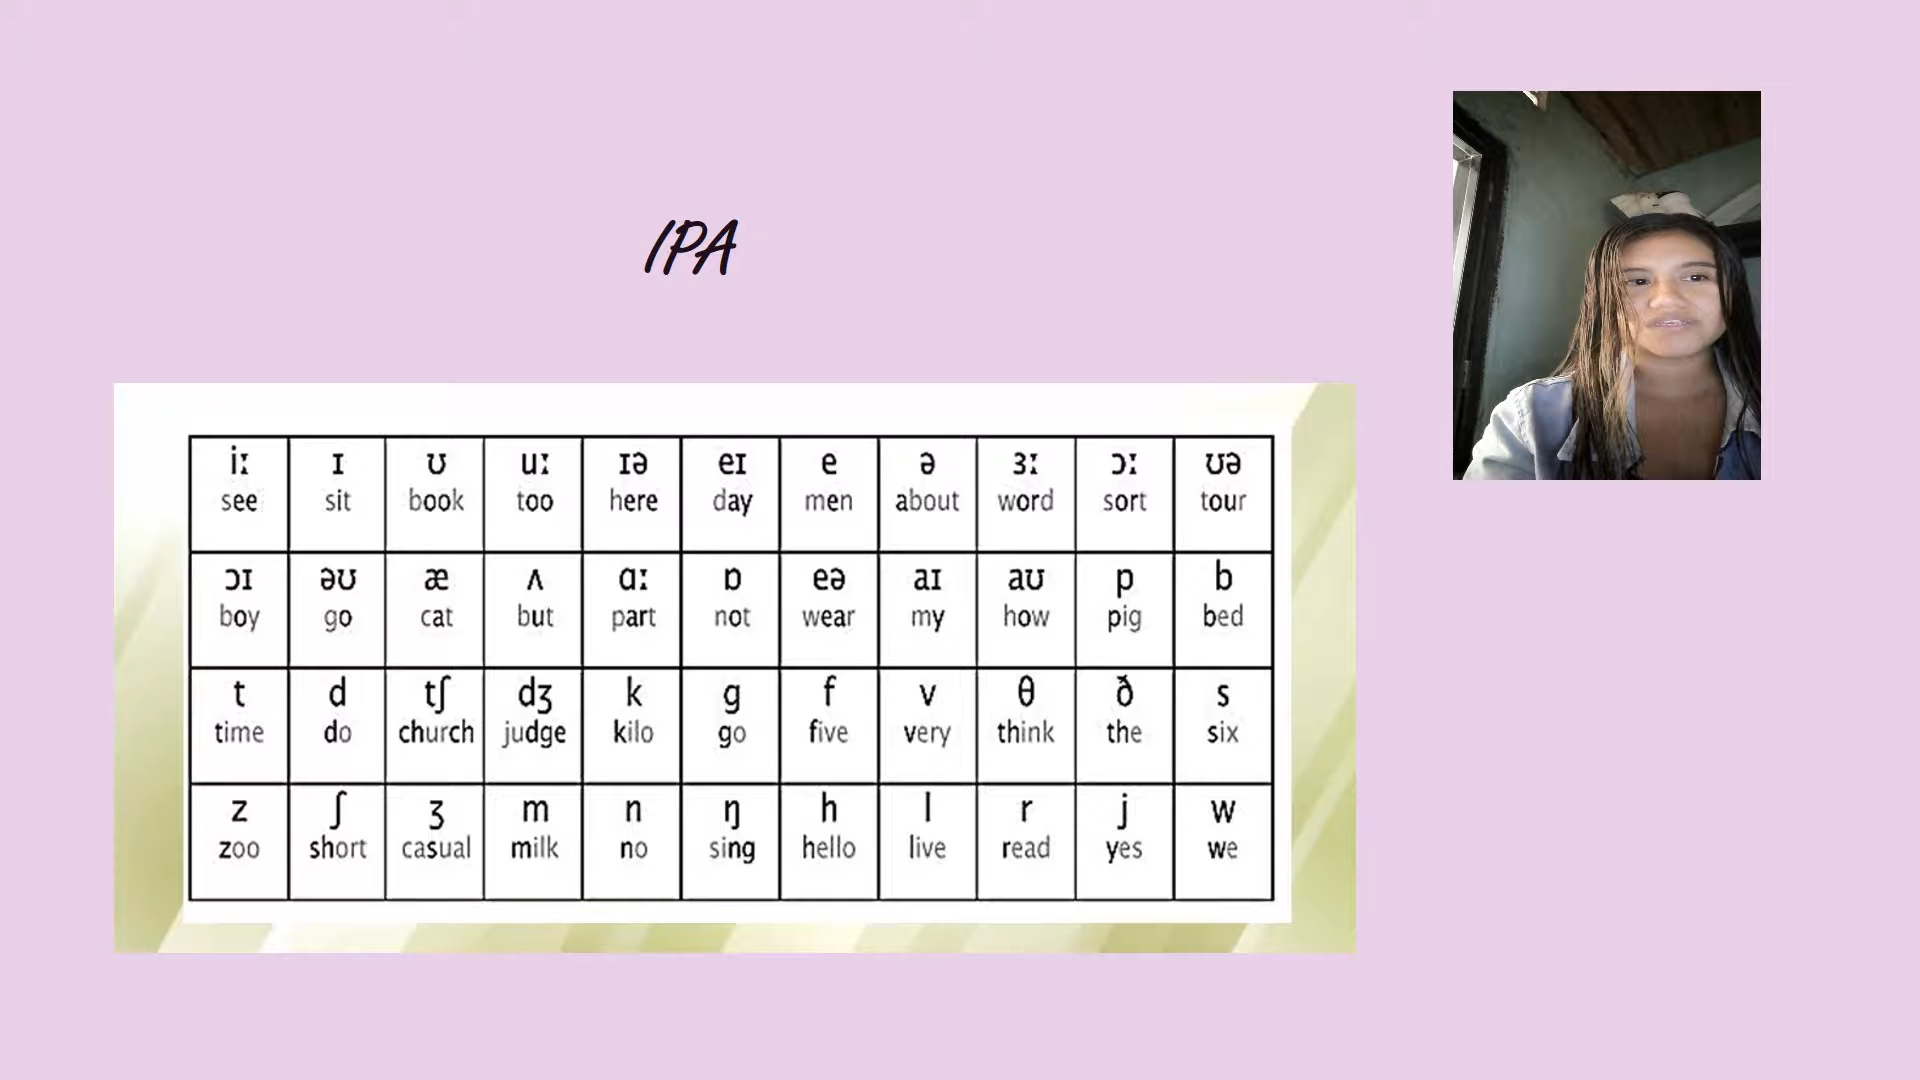 IPA
iː ɪ ʊ uː ɪə eɪ e ə ɜː ɔː ʊə
see sit book too here day men about word sort tour
ɔɪ əʊ æ ʌ ɑː ɒ eə aɪ aʊ p b
boy go cat but part not wear my how pig bed
t d tʃ dʒ k g f v θ ð s
time do church judge kilo go five very think the six
z ʃ ʒ m n ŋ h l r j w
zoo short casual milk no sing hello live read yes we